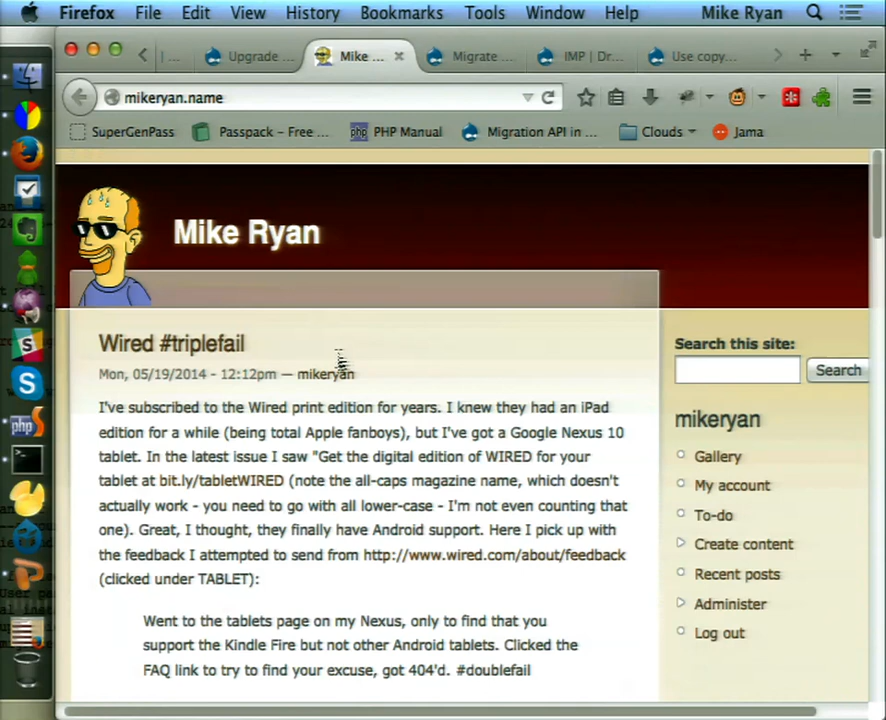 Firefox File Edit View History Bookmarks Tools Window Help Mike Ryan
| ... Upgrade Mike ... Migrate ... IMP | Dr... Use copy...
mikeryan.name
SuperGenPass Passpack - Free ... php PHP Manual Migration API in ... Clouds Jama
Mike Ryan
Wired #triplefail
Mon, 05/19/2014 - 12:12pm — mikeryan
I've subscribed to the Wired print edition for years. I knew they had an iPad
edition for a while (being total Apple fanboys), but I've got a Google Nexus 10
tablet. In the latest issue I saw "Get the digital edition of WIRED for your
tablet at bit.ly/tabletWIRED (note the all-caps magazine name, which doesn't
actually work - you need to go with all lower-case - I'm not even counting that
one). Great, I thought, they finally have Android support. Here I pick up with
the feedback I attempted to send from http://www.wired.com/about/feedback
(clicked under TABLET):
Went to the tablets page on my Nexus, only to find that you
support the Kindle Fire but not other Android tablets. Clicked the
FAQ link to try to find your excuse, got 404'd. #doublefail
Search this site:
Search
mikeryan
Gallery
My account
To-do
Create content
Recent posts
Administer
Log out
php